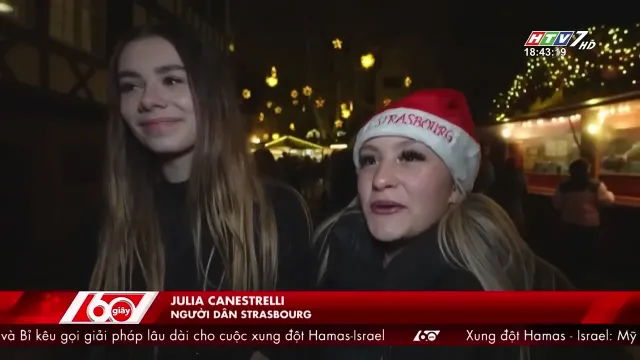 HTV7 HD
18:43:19
STRASBOURG
60 giây
JULIA CANESTRELLI
NGƯỜI DÂN STRASBOURG
và Bỉ kêu gọi giải pháp lâu dài cho cuộc xung đột Hamas-Israel 60 Xung đột Hamas - Israel: Mỹ